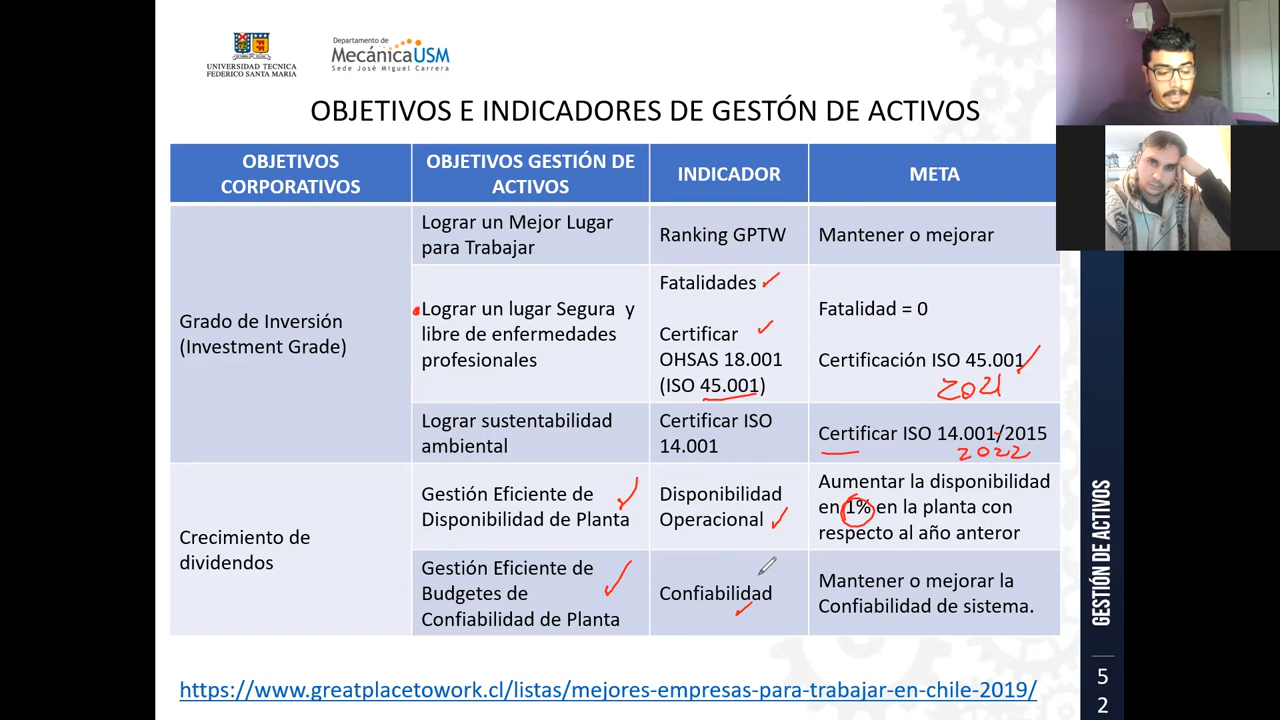 UNIVERSIDAD TECNICA
FEDERICO SANTA MARIA
Departamento de
MecánicaUSM
Sede José Miguel Carrera
OBJETIVOS E INDICADORES DE GESTÓN DE ACTIVOS
OBJETIVOS
CORPORATIVOS
OBJETIVOS GESTIÓN DE
ACTIVOS
INDICADOR
META
Grado de Inversión
(Investment Grade)
Lograr un Mejor Lugar
para Trabajar
Ranking GPTW
Mantener o mejorar
Lograr un lugar Segura y
libre de enfermedades
profesionales
Fatalidades
Certificar
OHSAS 18.001
(ISO 45.001)
Fatalidad = 0
Certificación ISO 45.001
2021
Lograr sustentabilidad
ambiental
Certificar ISO
14.001
Certificar ISO 14.001/2015
2022
Crecimiento de
dividendos
Gestión Eficiente de
Disponibilidad de Planta
Disponibilidad
Operacional
Aumentar la disponibilidad
en 1% en la planta con
respecto al año anteror
Gestión Eficiente de
Budgetes de
Confiabilidad de Planta
Confiabilidad
Mantener o mejorar la
Confiabilidad de sistema.
https://www.greatplacetowork.cl/listas/mejores-empresas-para-trabajar-en-chile-2019/
GESTIÓN DE ACTIVOS
5
2